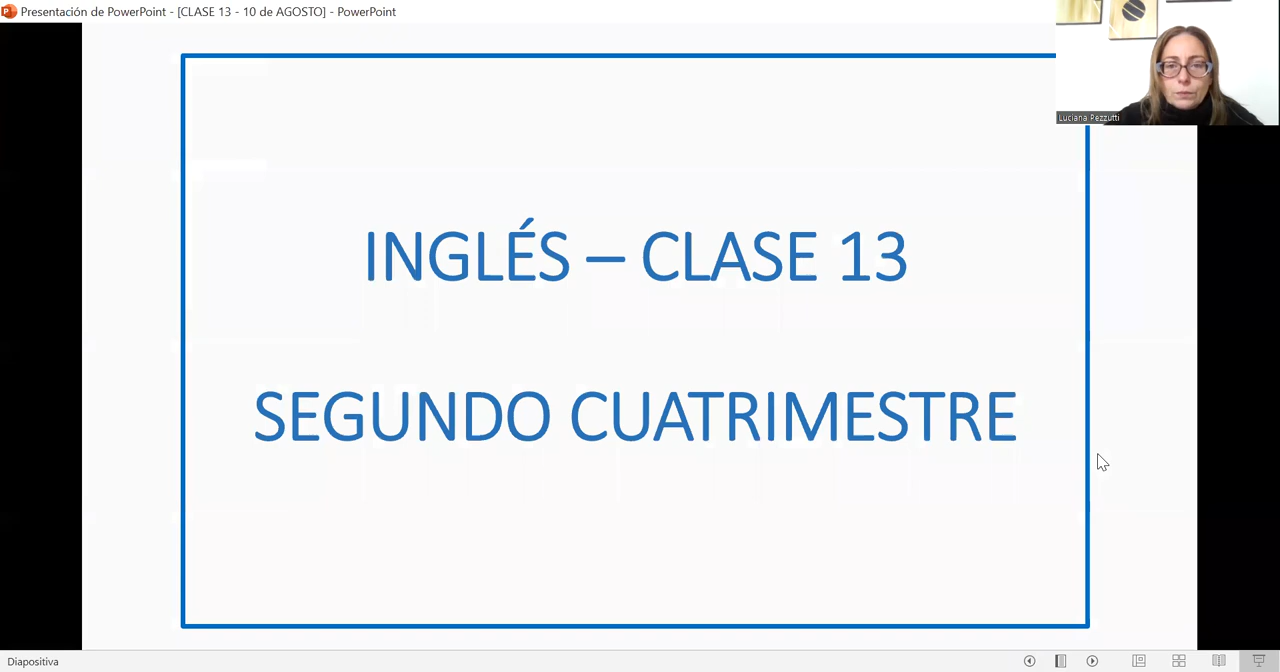 Presentación de PowerPoint - [CLASE 13 - 10 de AGOSTO] - PowerPoint
Luciana Pezzutti
INGLÉS – CLASE 13
SEGUNDO CUATRIMESTRE
Diapositiva